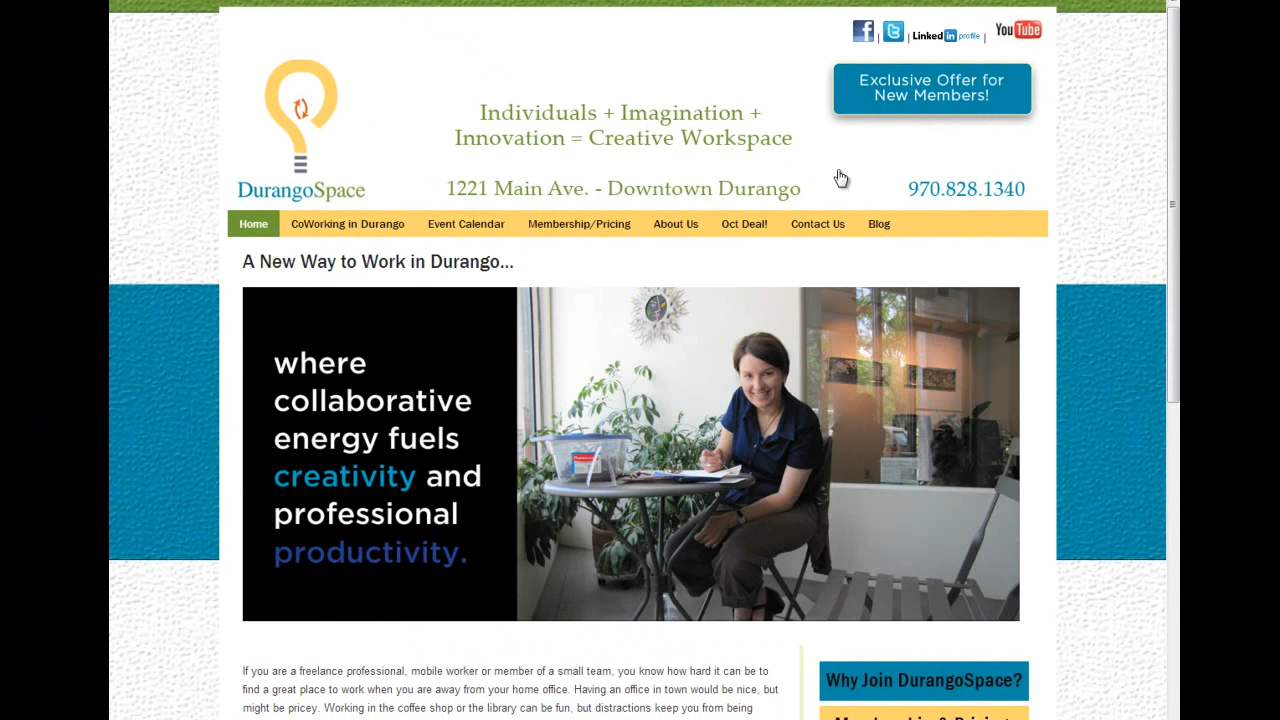 f | t | Linked in profile | YouTube
Exclusive Offer for
New Members!
Individuals + Imagination +
Innovation = Creative Workspace
DurangoSpace
1221 Main Ave. - Downtown Durango
970.828.1340
Home CoWorking in Durango Event Calendar Membership/Pricing About Us Oct Deal! Contact Us Blog
A New Way to Work in Durango...
where
collaborative
energy fuels
creativity and
professional
productivity.
If you are a freelance professional, mobile worker or member of a small team, you know how hard it can be to
find a great place to work when you are away from your home office. Having an office in town would be nice, but
might be pricey. Working in the coffee shop or the library can be fun, but distractions keep you from being
Why Join DurangoSpace?
Membership & Pricing